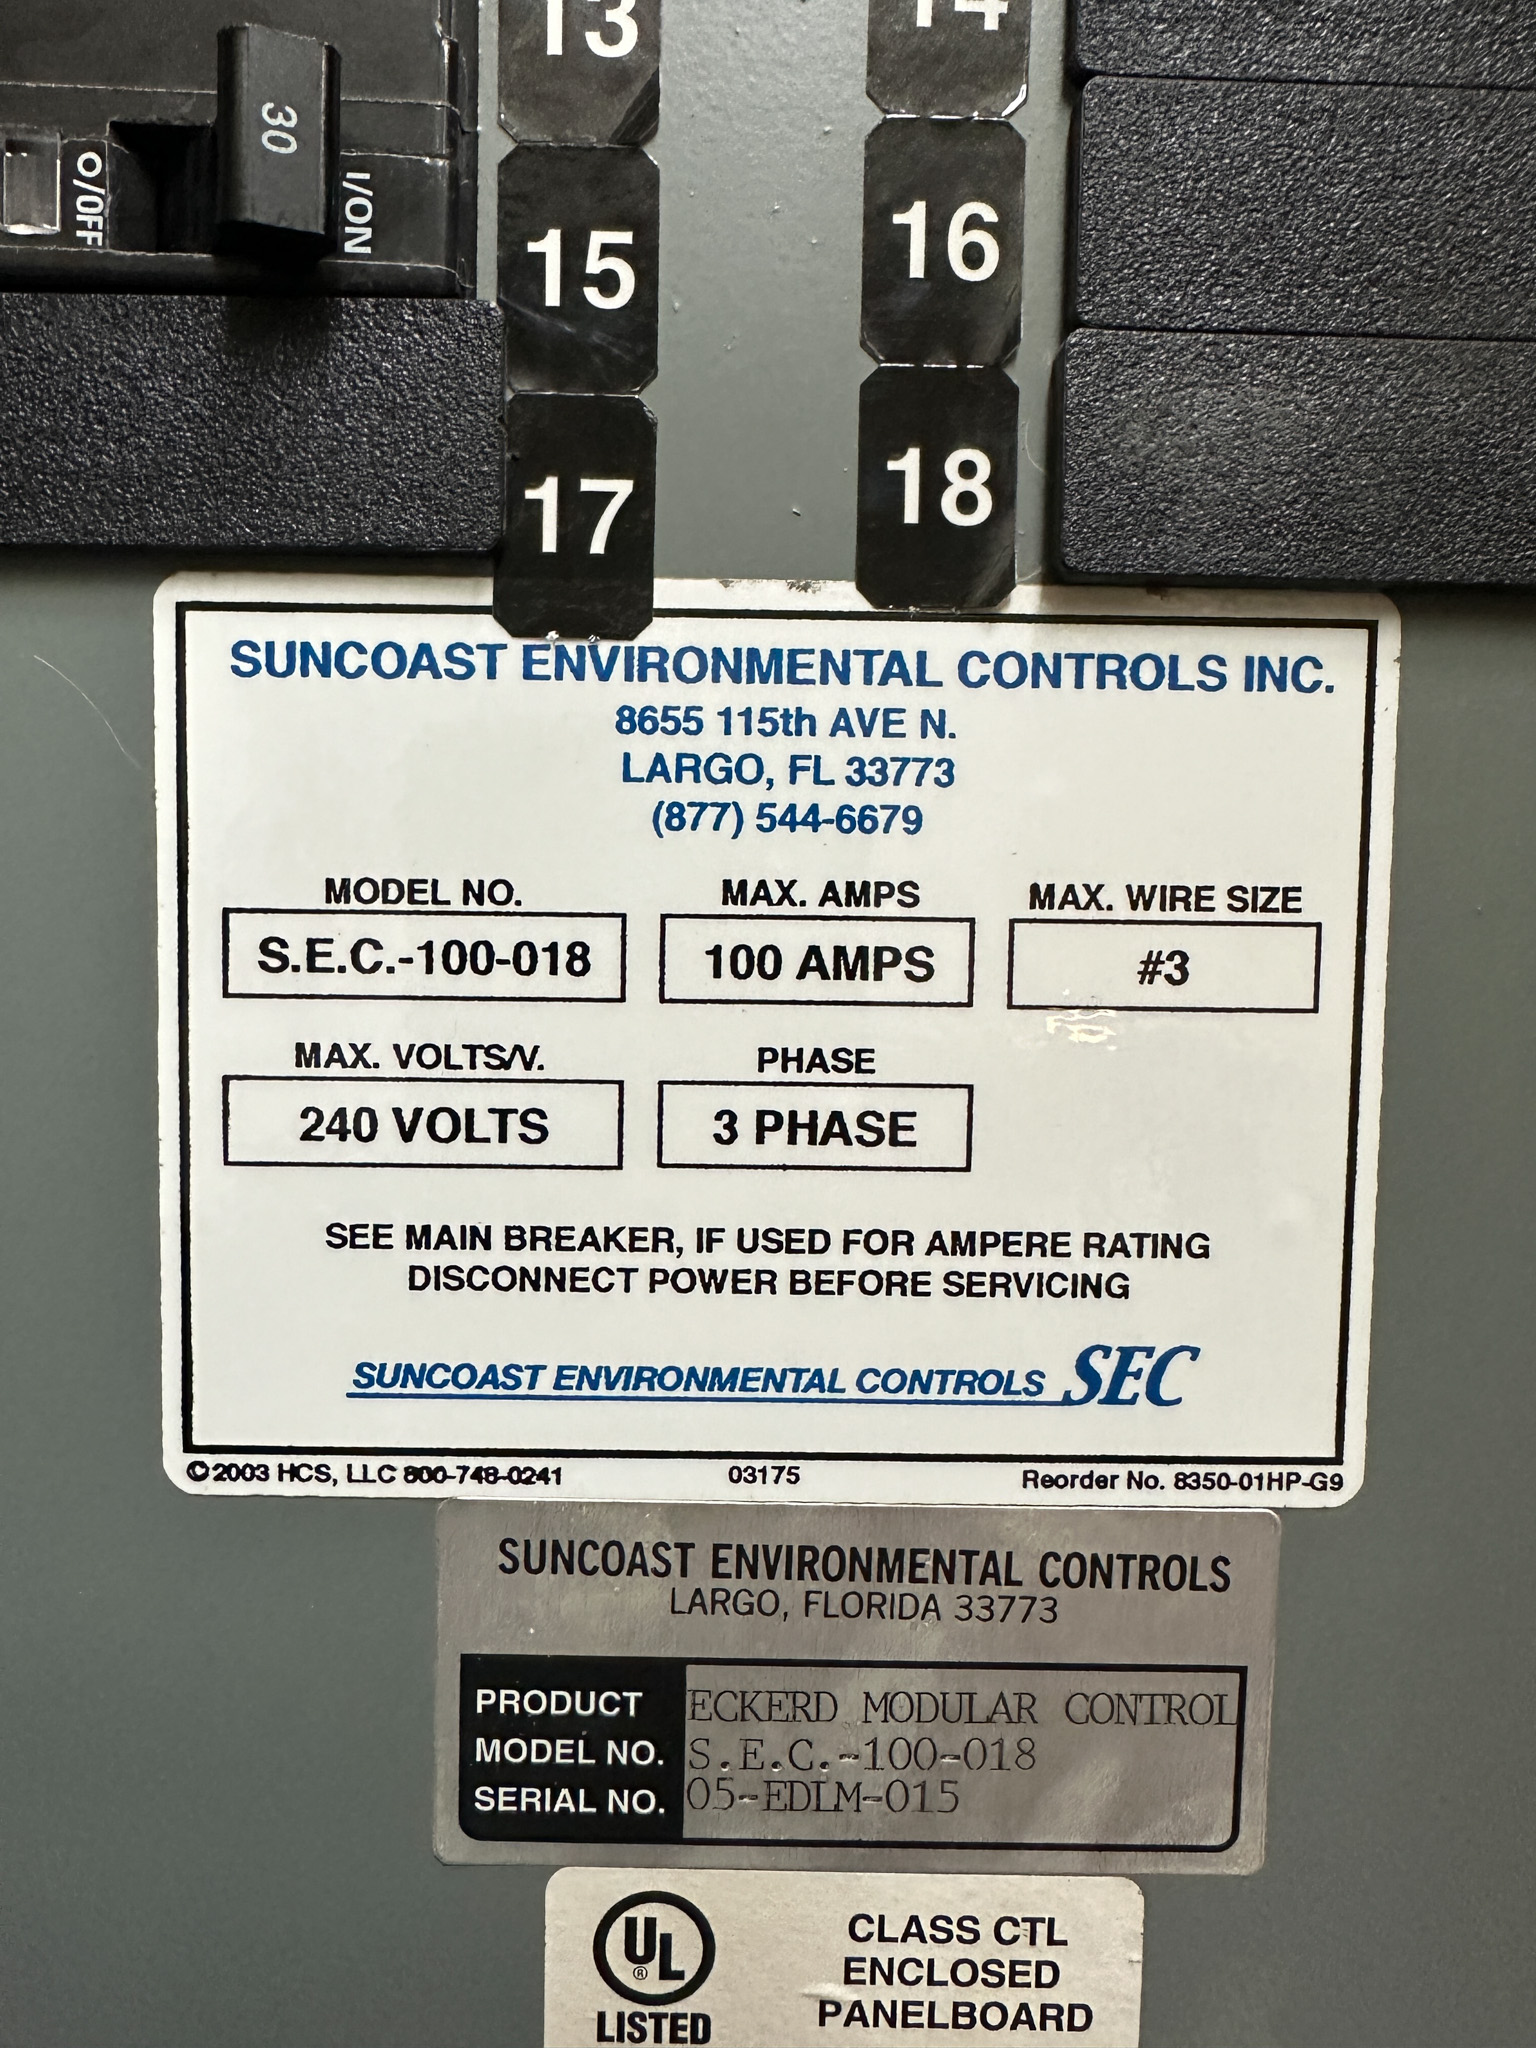 13
14
30
O/OFF
I/ON
15
16
17
18
SUNCOAST ENVIRONMENTAL CONTROLS INC.
8655 115th AVE N.
LARGO, FL 33773
(877) 544-6679
MODEL NO. MAX. AMPS MAX. WIRE SIZE
S.E.C.-100-018 100 AMPS #3
MAX. VOLTS/V. PHASE
240 VOLTS 3 PHASE
SEE MAIN BREAKER, IF USED FOR AMPERE RATING
DISCONNECT POWER BEFORE SERVICING
SUNCOAST ENVIRONMENTAL CONTROLS SEC
©2003 HCS, LLC 800-748-0241 03175 Reorder No. 8350-01HP-G9
SUNCOAST ENVIRONMENTAL CONTROLS
LARGO, FLORIDA 33773
PRODUCT ECKERD MODULAR CONTROL
MODEL NO. S.E.C.-100-018
SERIAL NO. 05-EDLM-015
UL ®
LISTED
CLASS CTL
ENCLOSED
PANELBOARD